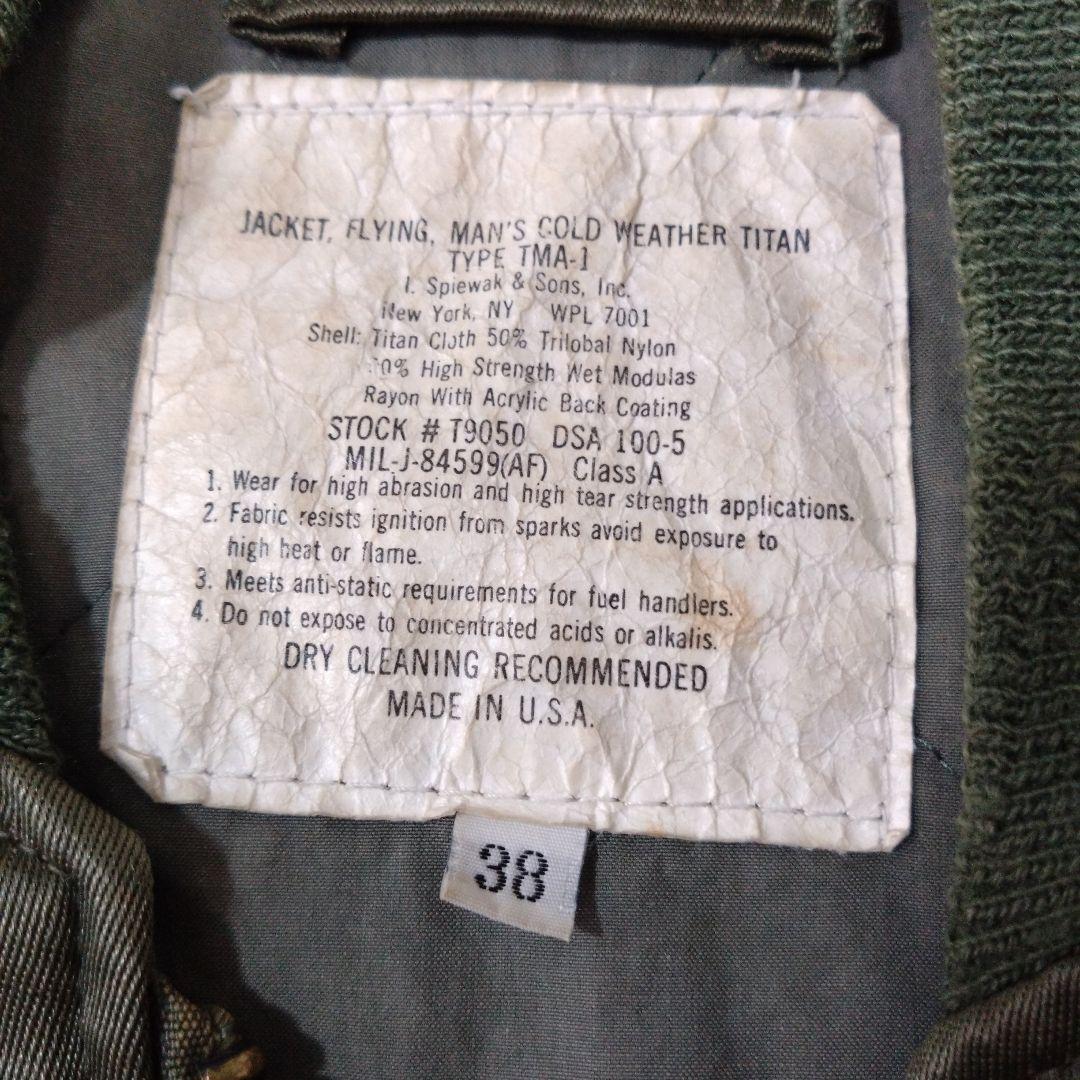 JACKET, FLYING, MAN'S COLD WEATHER TITAN
TYPE TMA-1
I. Spiewak & Sons, Inc.
New York, NY WPL 7001
Shell: Titan Cloth 50% Trilobal Nylon
High Strength Wet Modulas
Rayon With Acrylic Back Coating
STOCK # T9050 DSA 100-5
MIL-J-84599(AF) Class A
1. Wear for high abrasion and high tear strength applications.
2. Fabric resists ignition from sparks avoid exposure to
high heat or flame.
3. Meets anti-static requirements for fuel handlers.
4. Do not expose to concentrated acids or alkalis.
DRY CLEANING RECOMMENDED
MADE IN U.S.A.
38